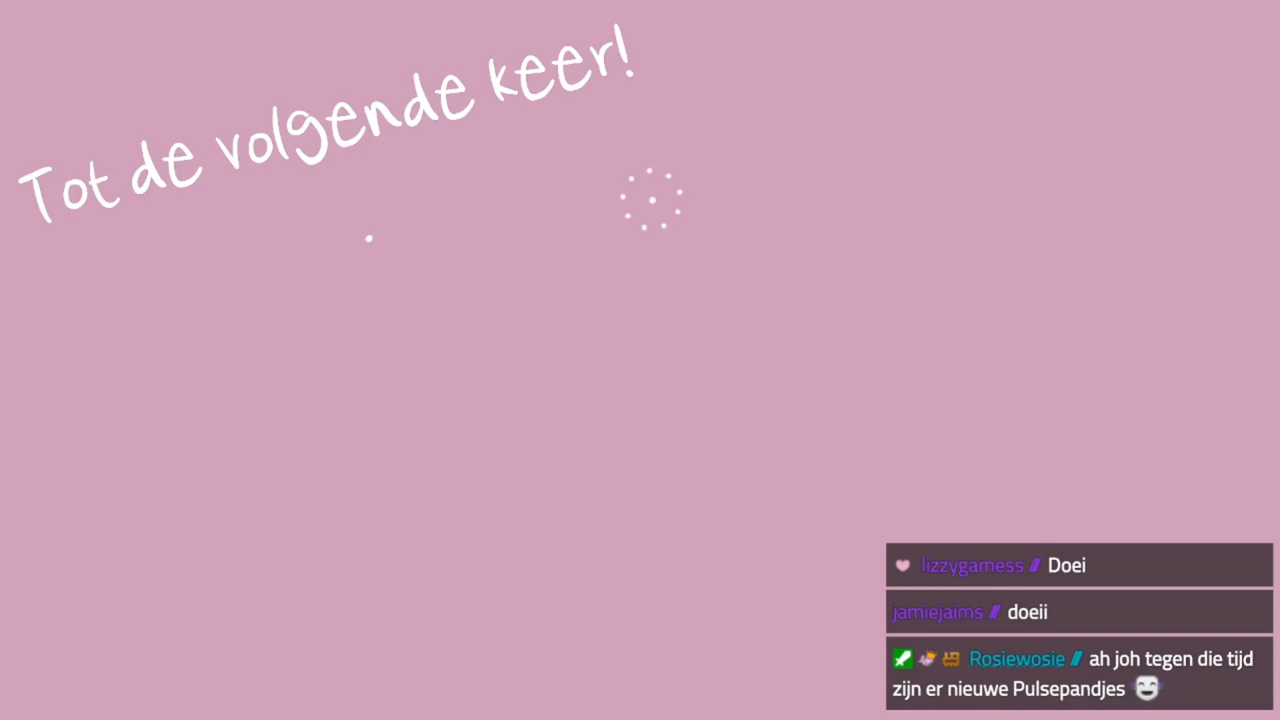 Tot de volgende keer!
lizzygamess // Doei
jamiejaims // doeii
Rosiewosie // ah joh tegen die tijd
zijn er nieuwe Pulsepandjes